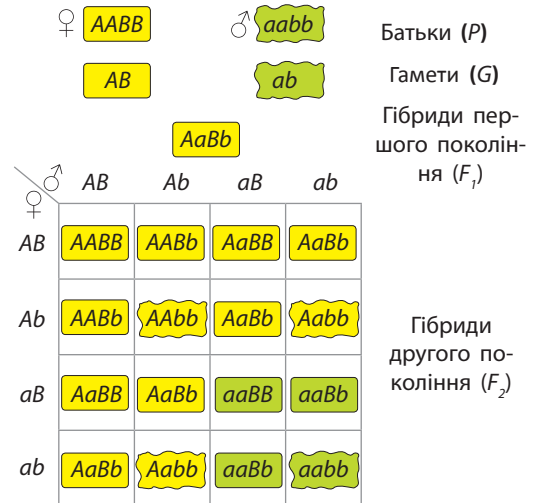 ♀ AABB ♂ aabb Батьки (P)
AB ab Гамети (G)
AaBb
Гібриди пер-
шого поколін-
ня (F₁)
♂ AB Ab aB ab
♀
AB AABB AABb AaBB AaBb
Ab AABb AAbb AaBb Aabb
aB AaBB AaBb aaBB aaBb
ab AaBb Aabb aaBb aabb
Гібриди
другого по-
коління (F₂)